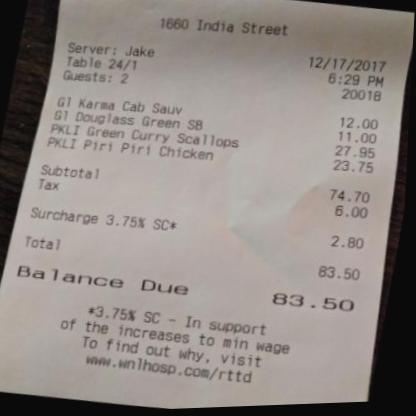 1660 India Street
Server: Jake 12/17/2017
Table 24/1 6:29 PM
Guests: 2 20018
Gl Karma Cab Sauv 12.00
Gl Douglass Green SB 11.00
PKLI Green Curry Scallops 27.95
PKLI Piri Piri Chicken 23.75
Subtotal 74.70
Tax 6.00
Surcharge 3.75% SC* 2.80
Total 83.50
Balance Due 83.50
*3.75% SC - In support
of the increases to min wage
To find out why, visit
www.wnlhosp.com/rttd